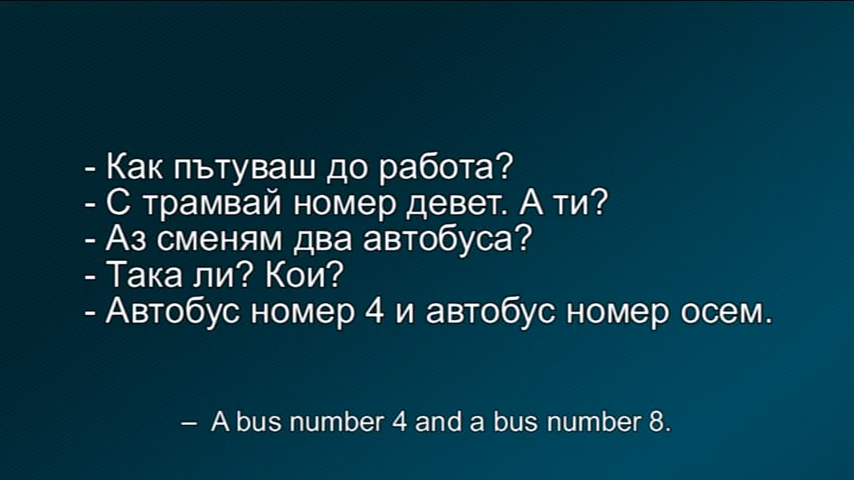 - Как пътуваш до работа?
- С трамвай номер девет. А ти?
- Аз сменям два автобуса?
- Така ли? Кои?
- Автобус номер 4 и автобус номер осем.
– A bus number 4 and a bus number 8.